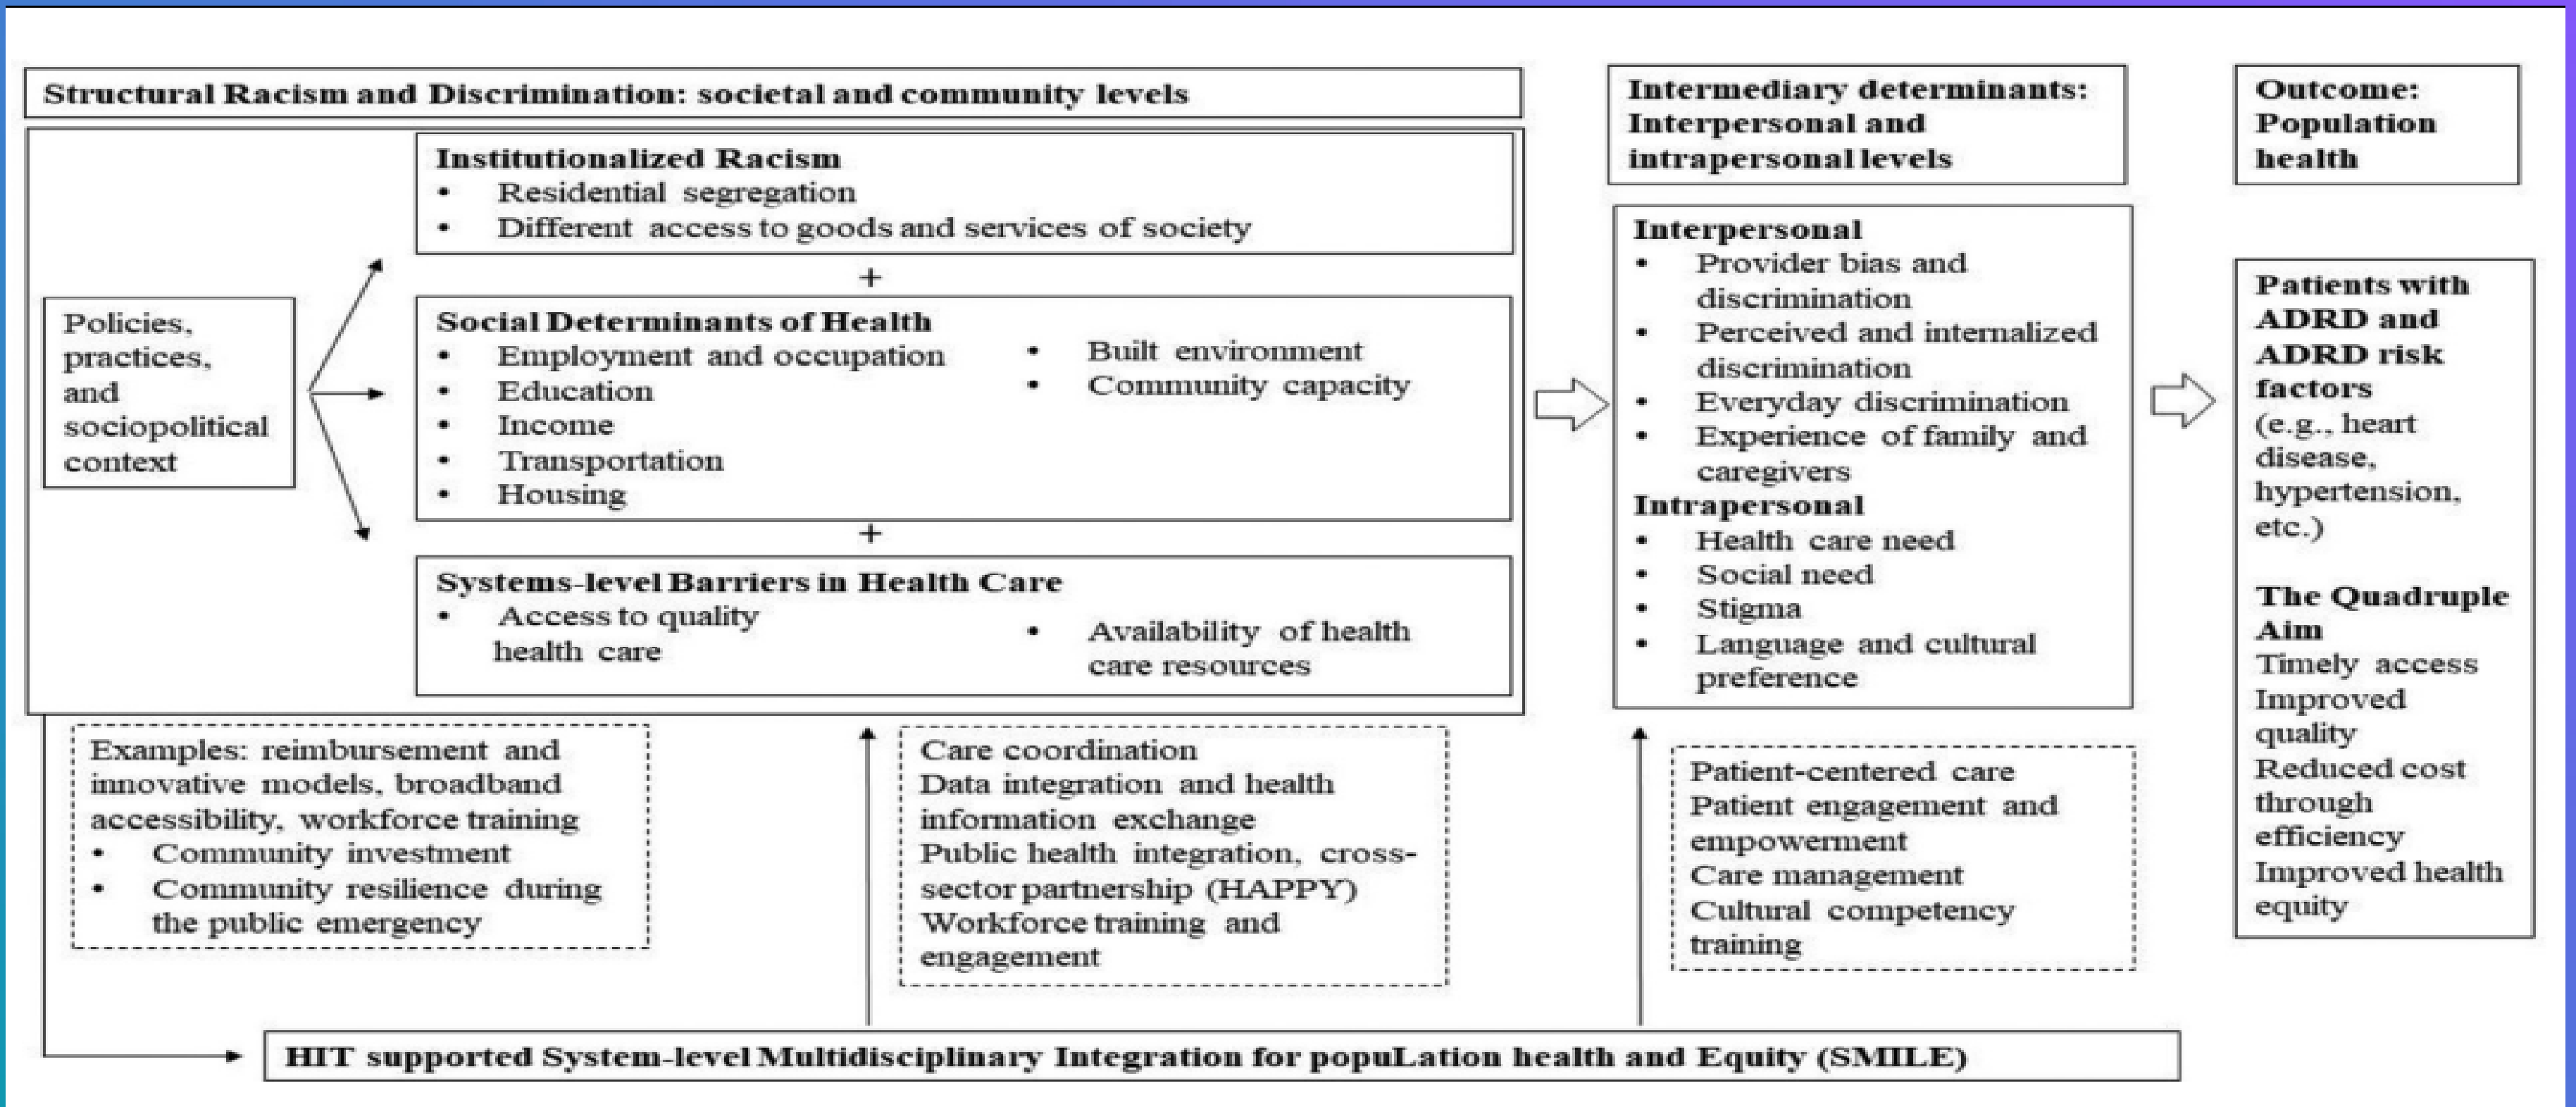 Structural Racism and Discrimination: societal and community levels
Policies,
practices,
and
sociopolitical
context
Institutionalized Racism
• Residential segregation
• Different access to goods and services of society
+
Social Determinants of Health
• Employment and occupation
• Education
• Income
• Transportation
• Housing
• Built environment
• Community capacity
+
Systems-level Barriers in Health Care
• Access to quality
health care
• Availability of health
care resources
Intermediary determinants:
Interpersonal and
intrapersonal levels
Interpersonal
• Provider bias and
discrimination
• Perceived and internalized
discrimination
• Everyday discrimination
• Experience of family and
caregivers
Intrapersonal
• Health care need
• Social need
• Stigma
• Language and cultural
preference
Outcome:
Population
health
Patients with
ADRD and
ADRD risk
factors
(e.g., heart
disease,
hypertension,
etc.)
The Quadruple
Aim
Timely access
Improved
quality
Reduced cost
through
efficiency
Improved health
equity
Examples: reimbursement and
innovative models, broadband
accessibility, workforce training
• Community investment
• Community resilience during
the public emergency
Care coordination
Data integration and health
information exchange
Public health integration, cross-
sector partnership (HAPPY)
Workforce training and
engagement
Patient-centered care
Patient engagement and
empowerment
Care management
Cultural competency
training
HIT supported System-level Multidisciplinary Integration for popuLation health and Equity (SMILE)